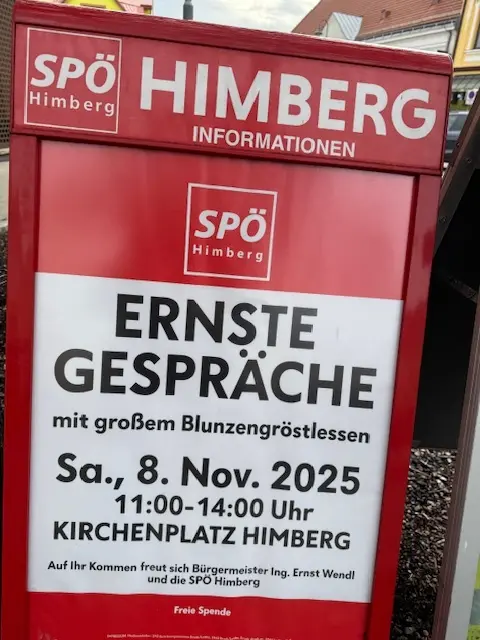 SPÖ
Himberg
HIMBERG
INFORMATIONEN
SPÖ
Himberg
ERNSTE
GESPRÄCHE
mit großem Blunzengröstlessen
Sa., 8. Nov. 2025
11:00-14:00 Uhr
KIRCHENPLATZ HIMBERG
Auf Ihr Kommen freut sich Bürgermeister Ing. Ernst Wendl
und die SPÖ Himberg
Freie Spende